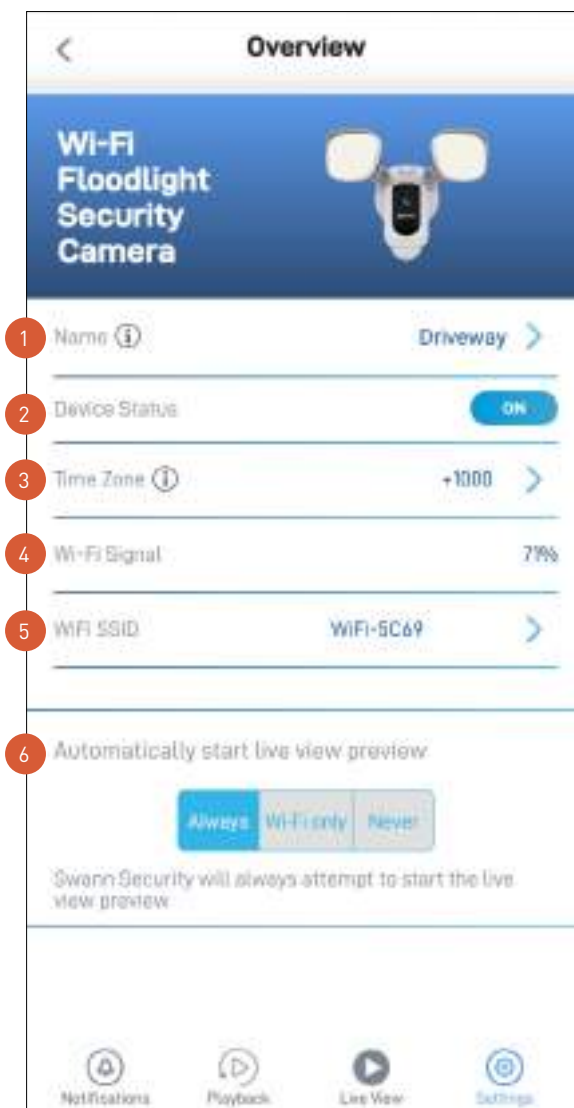 Overview
Wi-Fi
Floodlight
Security
Camera
1 Name Driveway
2 Device Status ON
3 Time Zone +1000
4 Wi-Fi Signal 71%
5 WiFi SSID WiFi-5C69
6 Automatically start live view preview
Always Wi-Fi only Never
Swann Security will always attempt to start the live
view preview
Notifications Playback Live View Settings